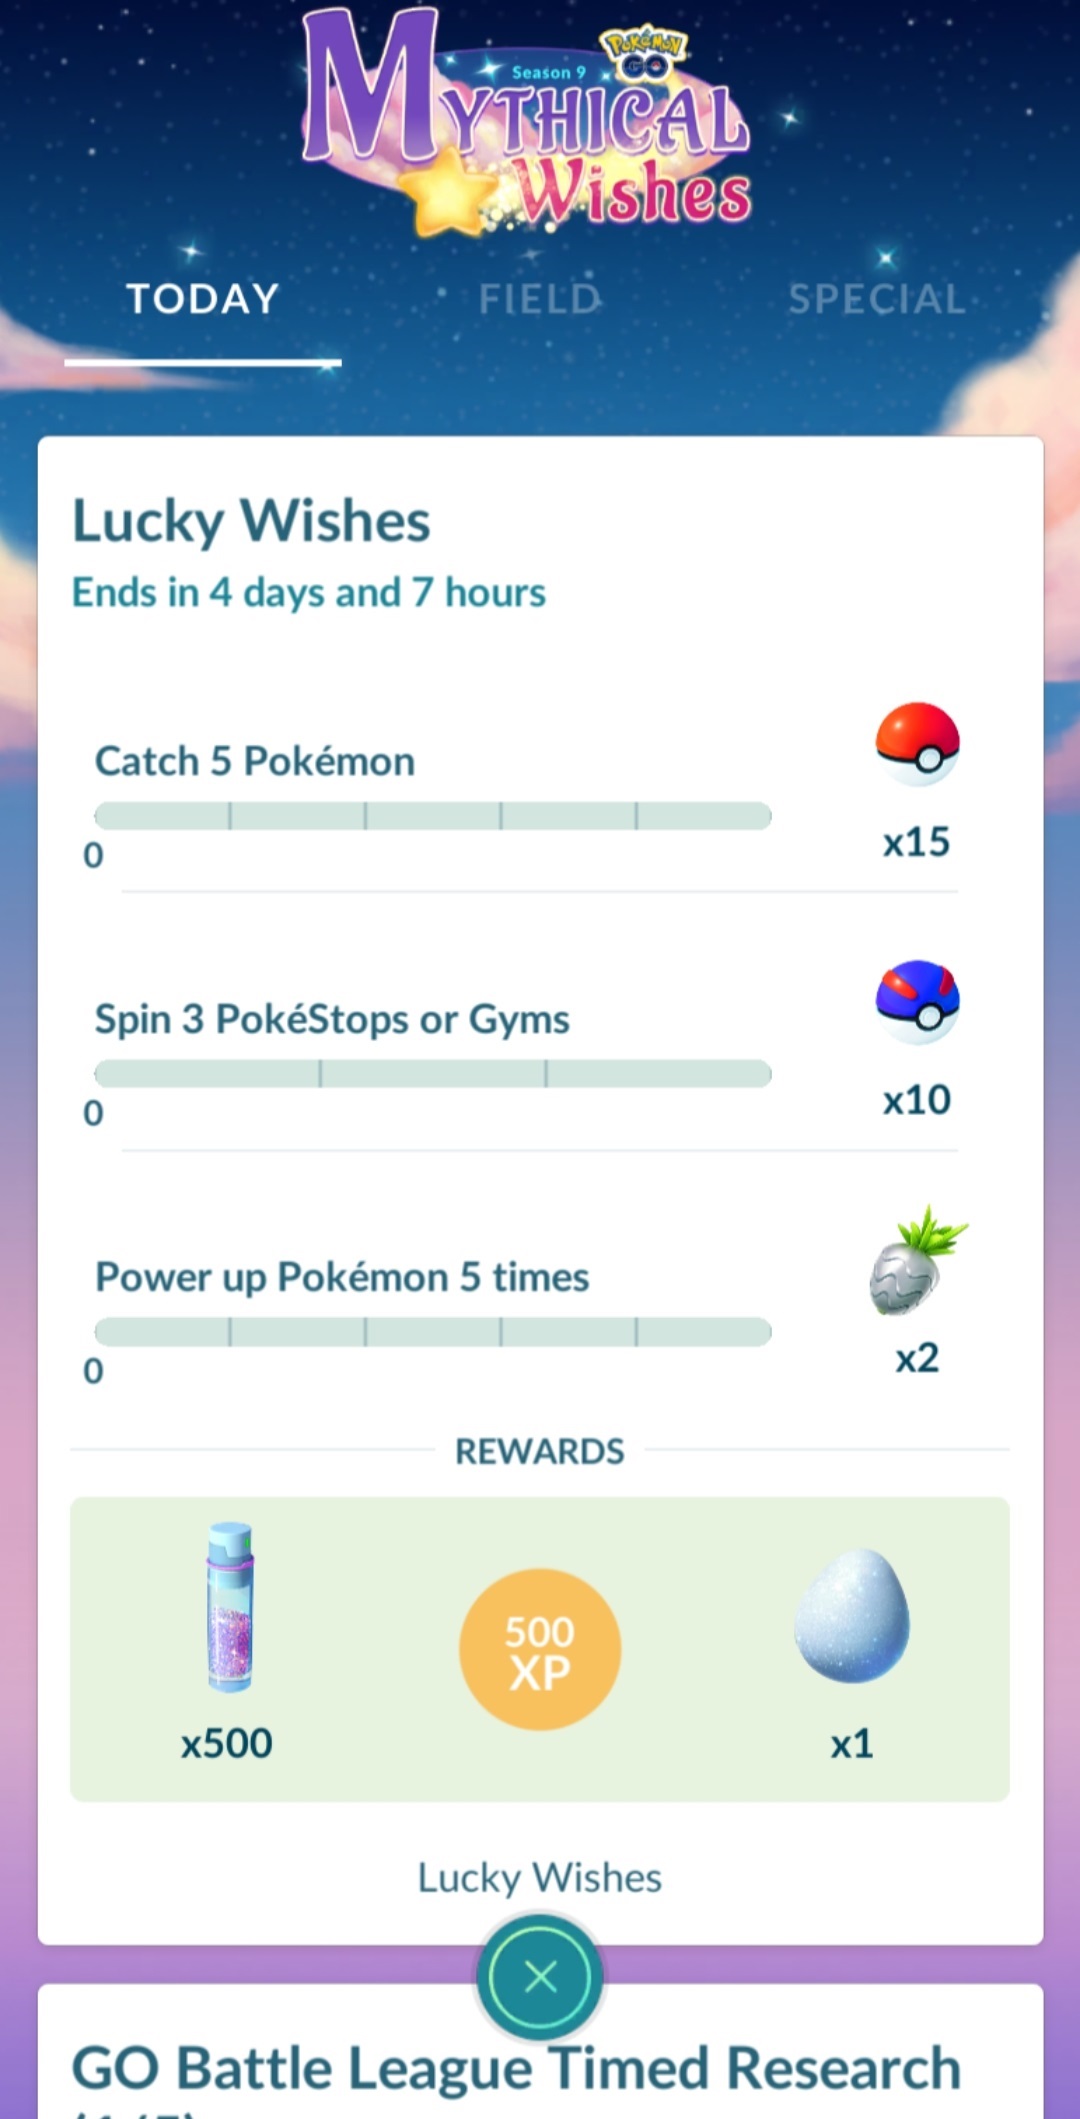 Pokémon
GO
Season 9
Mythical
Wishes
TODAY
FIELD
SPECIAL
Lucky Wishes
Ends in 4 days and 7 hours
Catch 5 Pokémon
0
x15
Spin 3 PokéStops or Gyms
0
x10
Power up Pokémon 5 times
0
x2
REWARDS
x500
500
XP
x1
Lucky Wishes
GO Battle League Timed Research